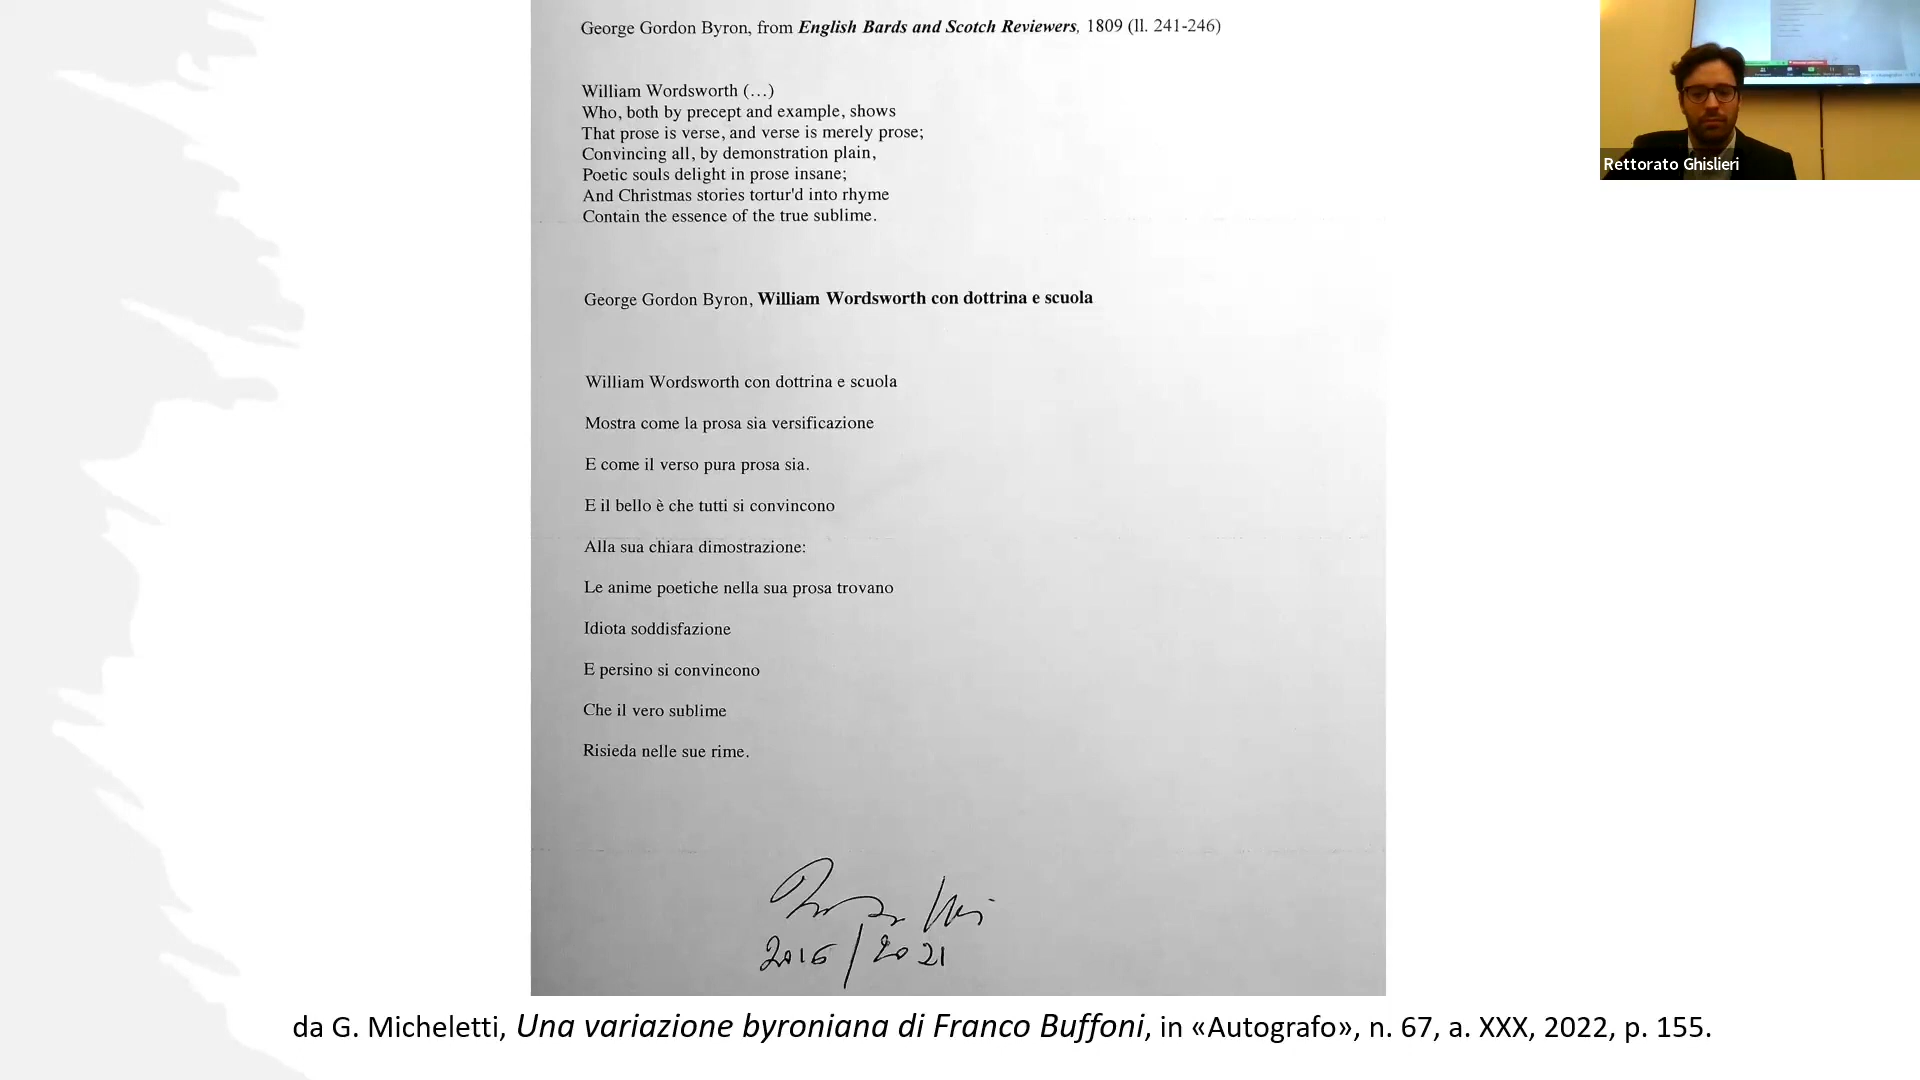 George Gordon Byron, from English Bards and Scotch Reviewers, 1809 (ll. 241-246)
William Wordsworth (…)
Who, both by precept and example, shows
That prose is verse, and verse is merely prose;
Convincing all, by demonstration plain,
Poetic souls delight in prose insane;
And Christmas stories tortur'd into rhyme
Contain the essence of the true sublime.
George Gordon Byron, William Wordsworth con dottrina e scuola
William Wordsworth con dottrina e scuola
Mostra come la prosa sia versificazione
E come il verso pura prosa sia.
E il bello è che tutti si convincono
Alla sua chiara dimostrazione:
Le anime poetiche nella sua prosa trovano
Idiota soddisfazione
E persino si convincono
Che il vero sublime
Risieda nelle sue rime.
2016/2021
da G. Micheletti, Una variazione byroniana di Franco Buffoni, in «Autografo», n. 67, a. XXX, 2022, p. 155.
Rettorato Ghislieri